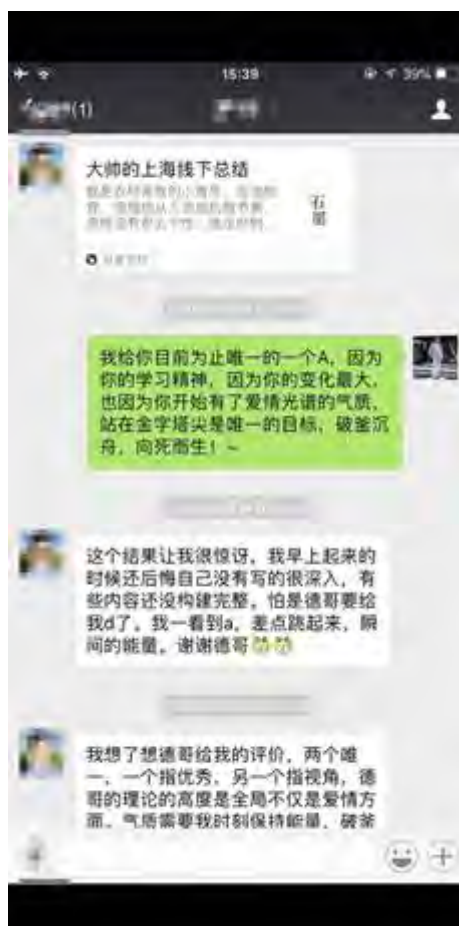 15:39
39%
(1)
大帅的上海线下总结
石墨
我给你目前为止唯一的一个A，因为
你的学习精神，因为你的变化最大，
也因为你开始有了爱情光谱的气质，
站在金字塔尖是唯一的目标，破釜沉
舟，向死而生！~
这个结果让我很惊讶，我早上起来的
时候还后悔自己没有写的很深入，有
些内容还没构建完整，怕是德哥要给
我d了，我一看到a，差点跳起来，瞬
间的能量，谢谢德哥
我想了想德哥给我的评价，两个唯
一，一个指优秀，另一个指视角，德
哥的理论的高度是全局不仅是爱情方
面，气质需要我时刻保持能量，破釜